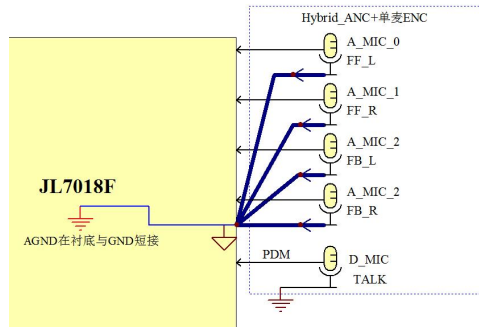 Hybrid_ANC+单麦ENC
A_MIC_0
FF_L
A_MIC_1
FF_R
A_MIC_2
FB_L
A_MIC_2
FB_R
JL7018F
AGND在衬底与GND短接
PDM
D_MIC
TALK